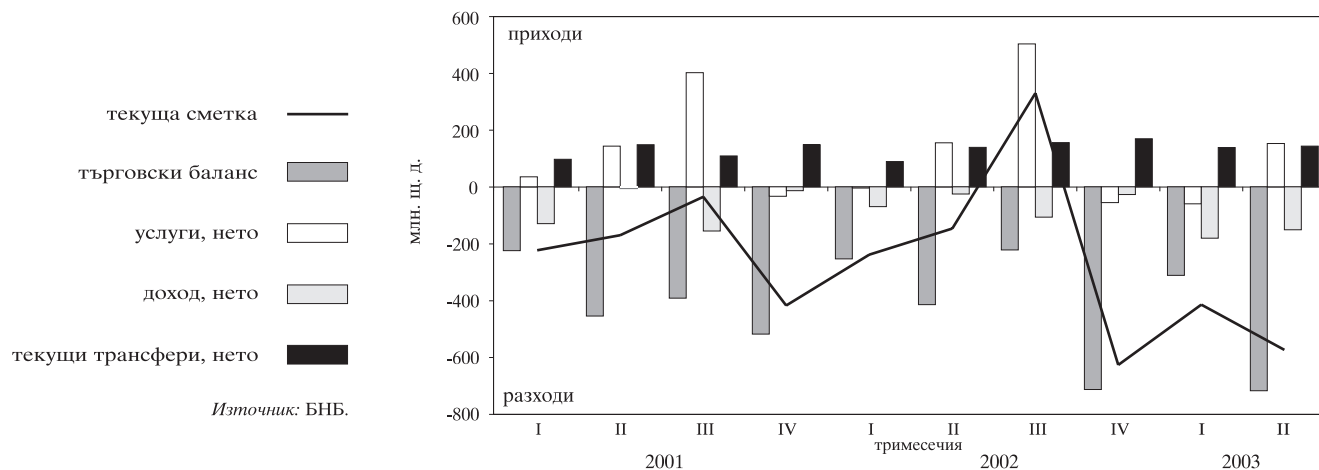 текуща сметка
търговски баланс
услуги, нето
доход, нето
текущи трансфери, нето
Източник: БНБ.
млн. щ. д.
600
400
200
0
-200
-400
-600
-800
приходи
разходи
I II III IV I II III IV I II
тримесечия
2001 2002 2003